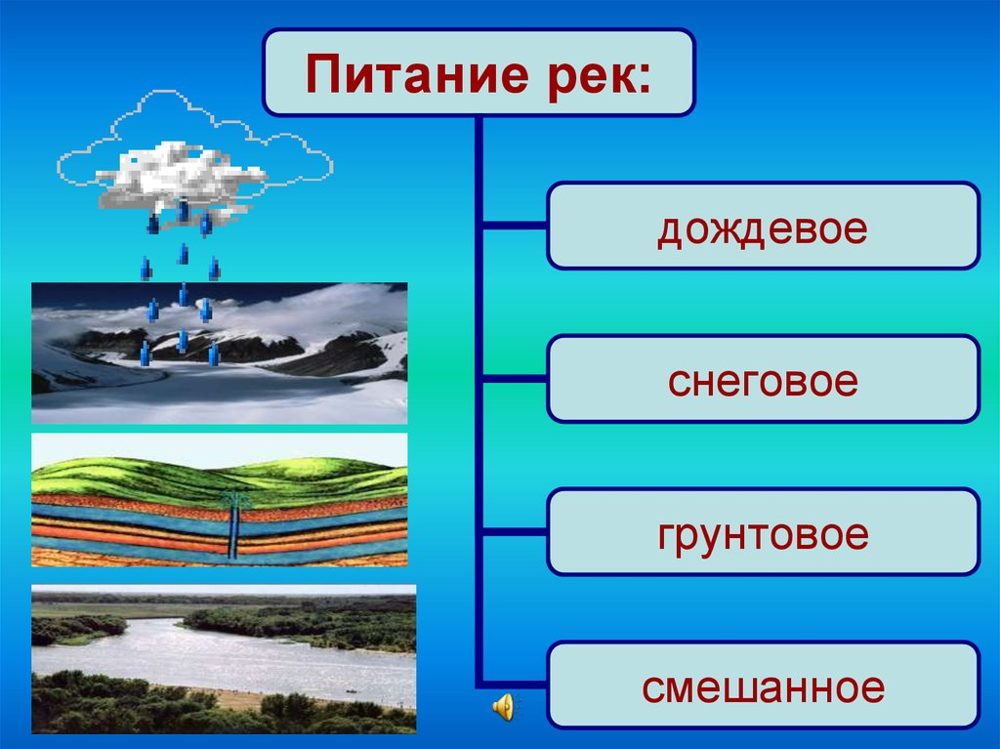 Питание рек:
дождевое
снеговое
грунтовое
смешанное